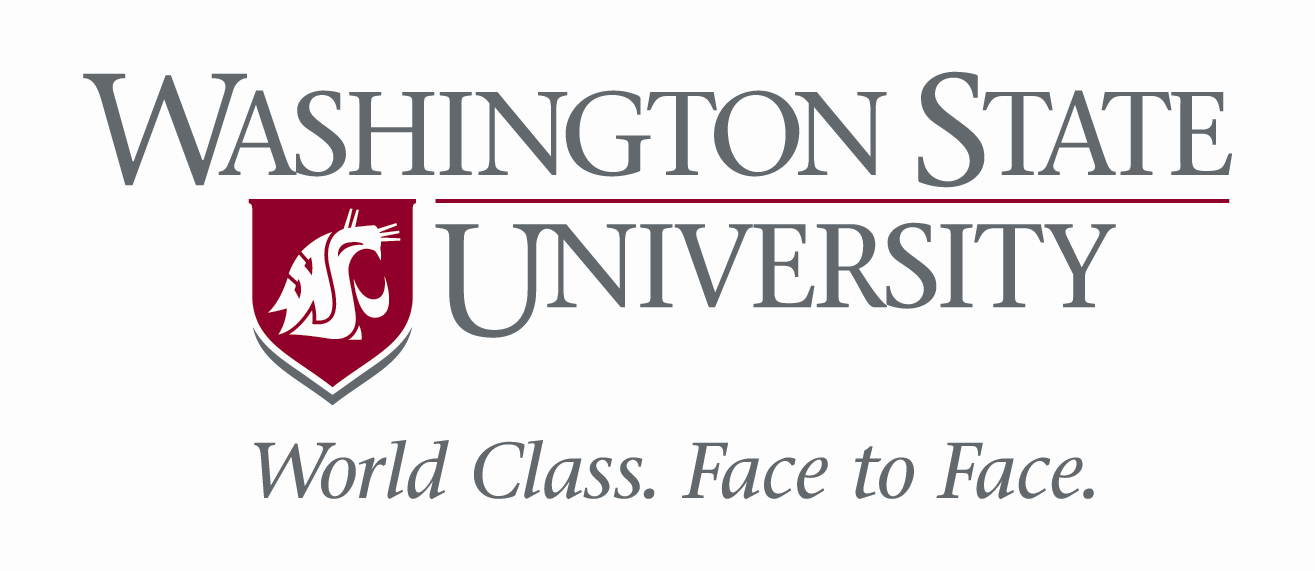 WASHINGTON STATE
UNIVERSITY
World Class. Face to Face.